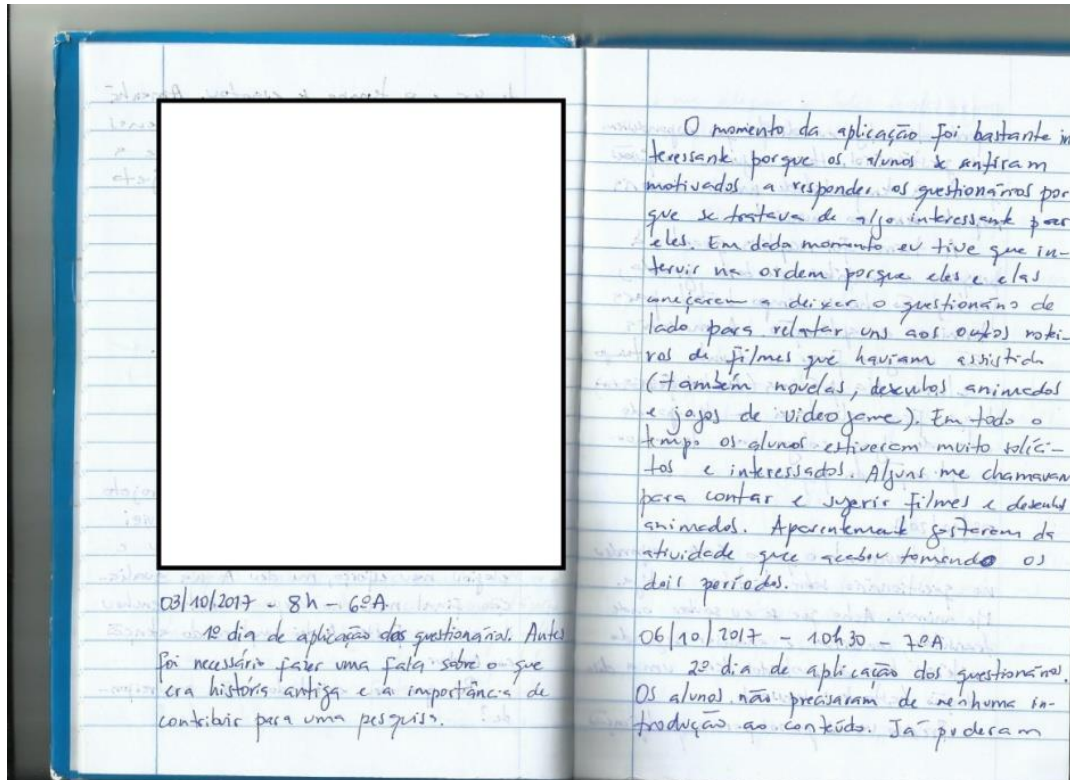 03/10/2017 - 8h - 6ºA.
1º dia de aplicação dos questionários. Antes
foi necessário fazer uma fala sobre o que
era história antiga e a importância de
contribuir para uma pesquisa.
O momento da aplicação foi bastante in
teressante porque os alunos se sentiram
motivados a responder os questionários por
que se tratava de algo interessante para
eles. Em dado momento eu tive que in-
tervir na ordem porque eles e elas
começaram a deixar o questionário de
lado para relatar uns aos outros rotei-
ros de filmes que haviam assistido
(também novelas, desenhos animados
e jogos de videogame). Em todo o
tempo os alunos estiveram muito solíci-
tos e interessados. Alguns me chamavam
para contar e sugerir filmes e desenhos
animados. Aparentemente gostaram da
atividade que acabou tomando os
dois períodos.
06/10/2017 - 10h30 - 7ºA
2º dia de aplicação dos questionários.
Os alunos não precisaram de nenhuma in-
trodução ao conteúdo. Já puderam